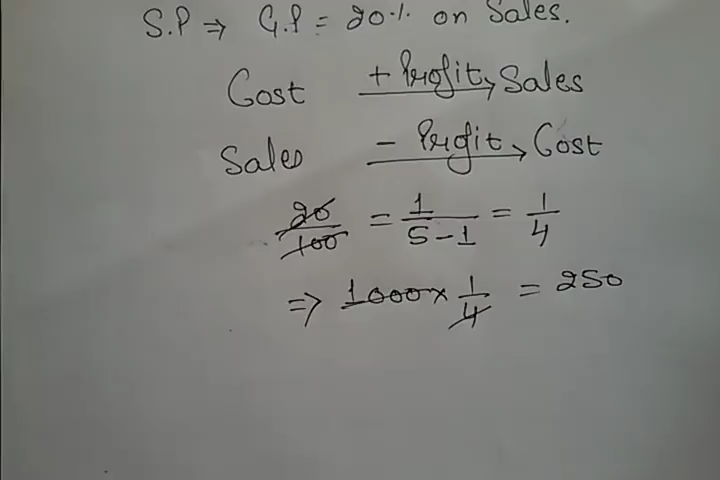 S.P ⇒ G.P = 20% on Sales.
Cost + Profit → Sales
Sales - Profit → Cost
20/100 = 1/5-1 = 1/4
⇒ 1000 × 1/4 = 250